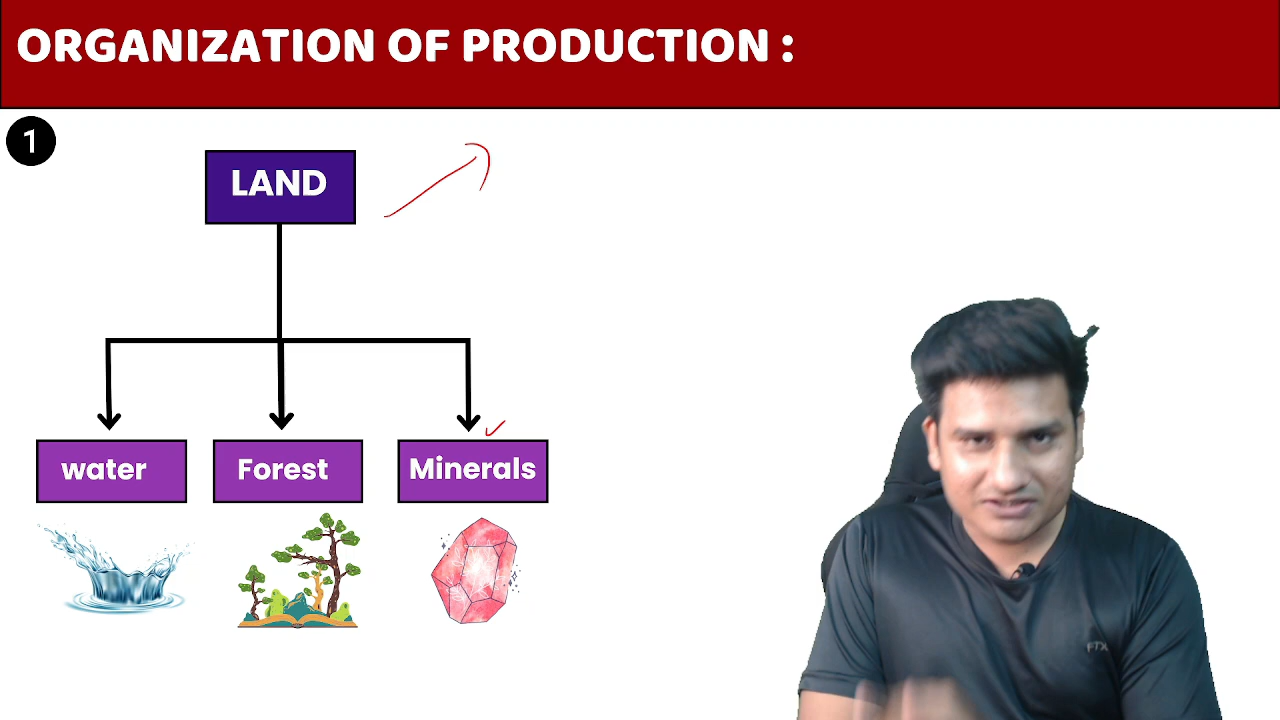 ORGANIZATION OF PRODUCTION :
1
LAND
water
Forest
Minerals